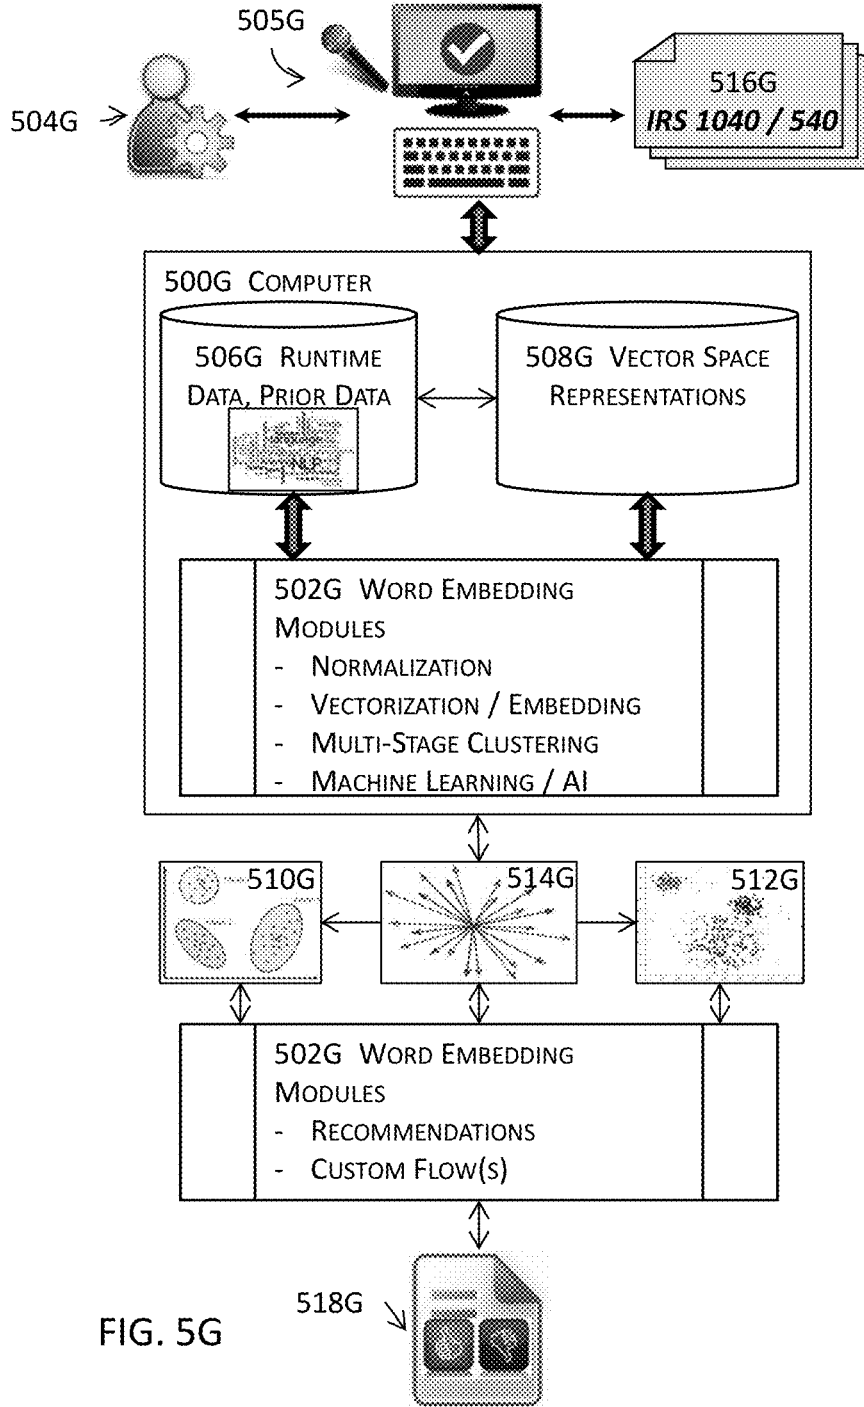 505G
504G
516G
IRS 1040 / 540
500G COMPUTER
506G RUNTIME
DATA, PRIOR DATA
NLP
508G VECTOR SPACE
REPRESENTATIONS
502G WORD EMBEDDING
MODULES
- NORMALIZATION
- VECTORIZATION / EMBEDDING
- MULTI-STAGE CLUSTERING
- MACHINE LEARNING / AI
510G
514G
512G
502G WORD EMBEDDING
MODULES
- RECOMMENDATIONS
- CUSTOM FLOW(S)
518G
FIG. 5G